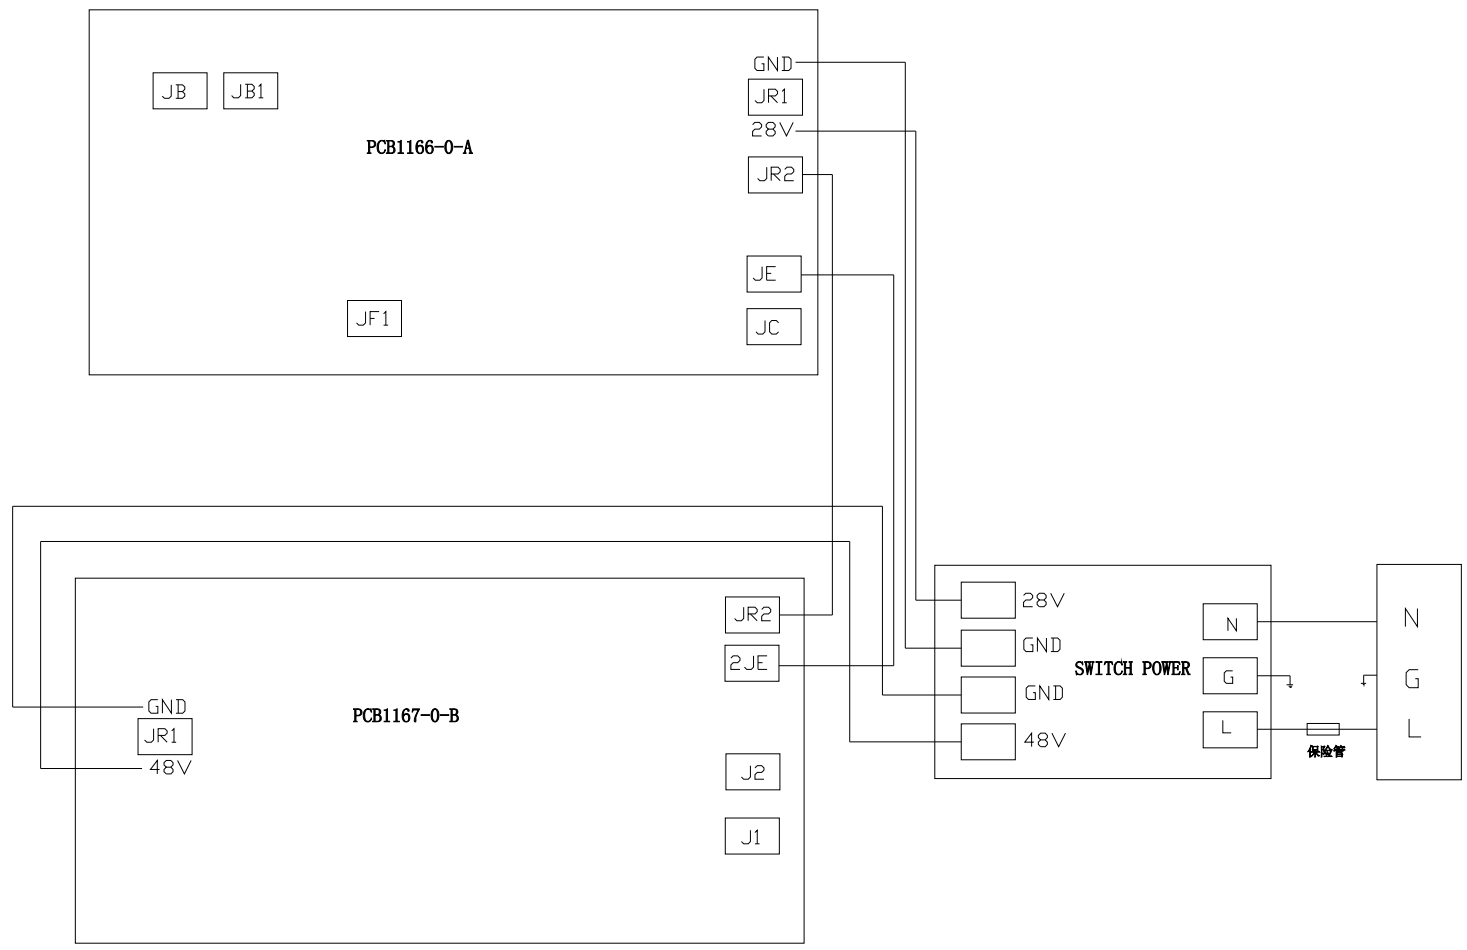 GND
JB JB1 JR1
28V
PCB1166-0-A
JR2
JE
JF1 JC
JR2
2JE
GND
PCB1167-0-B
JR1
48V
J2
J1
28V
GND
SWITCH POWER
GND
48V
N
G
L
保险管
N
G
L